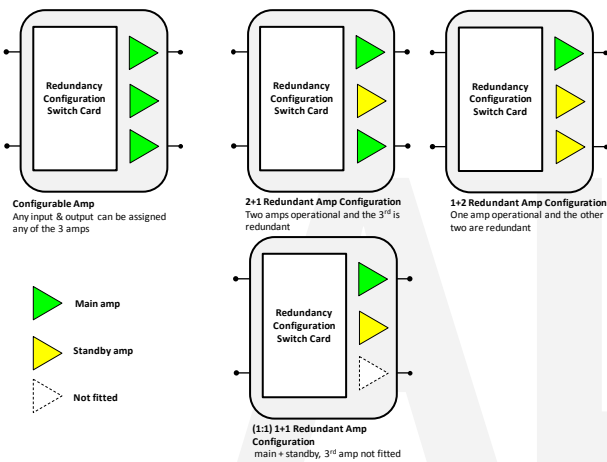 Redundancy
Configuration
Switch Card
Redundancy
Configuration
Switch Card
Redundancy
Configuration
Switch Card
Configurable Amp
Any input & output can be assigned
any of the 3 amps
2+1 Redundant Amp Configuration
Two amps operational and the 3rd is
redundant
1+2 Redundant Amp Configuration
One amp operational and the other
two are redundant
Main amp
Standby amp
Not fitted
Redundancy
Configuration
Switch Card
(1:1) 1+1 Redundant Amp
Configuration
main + standby, 3rd amp not fitted